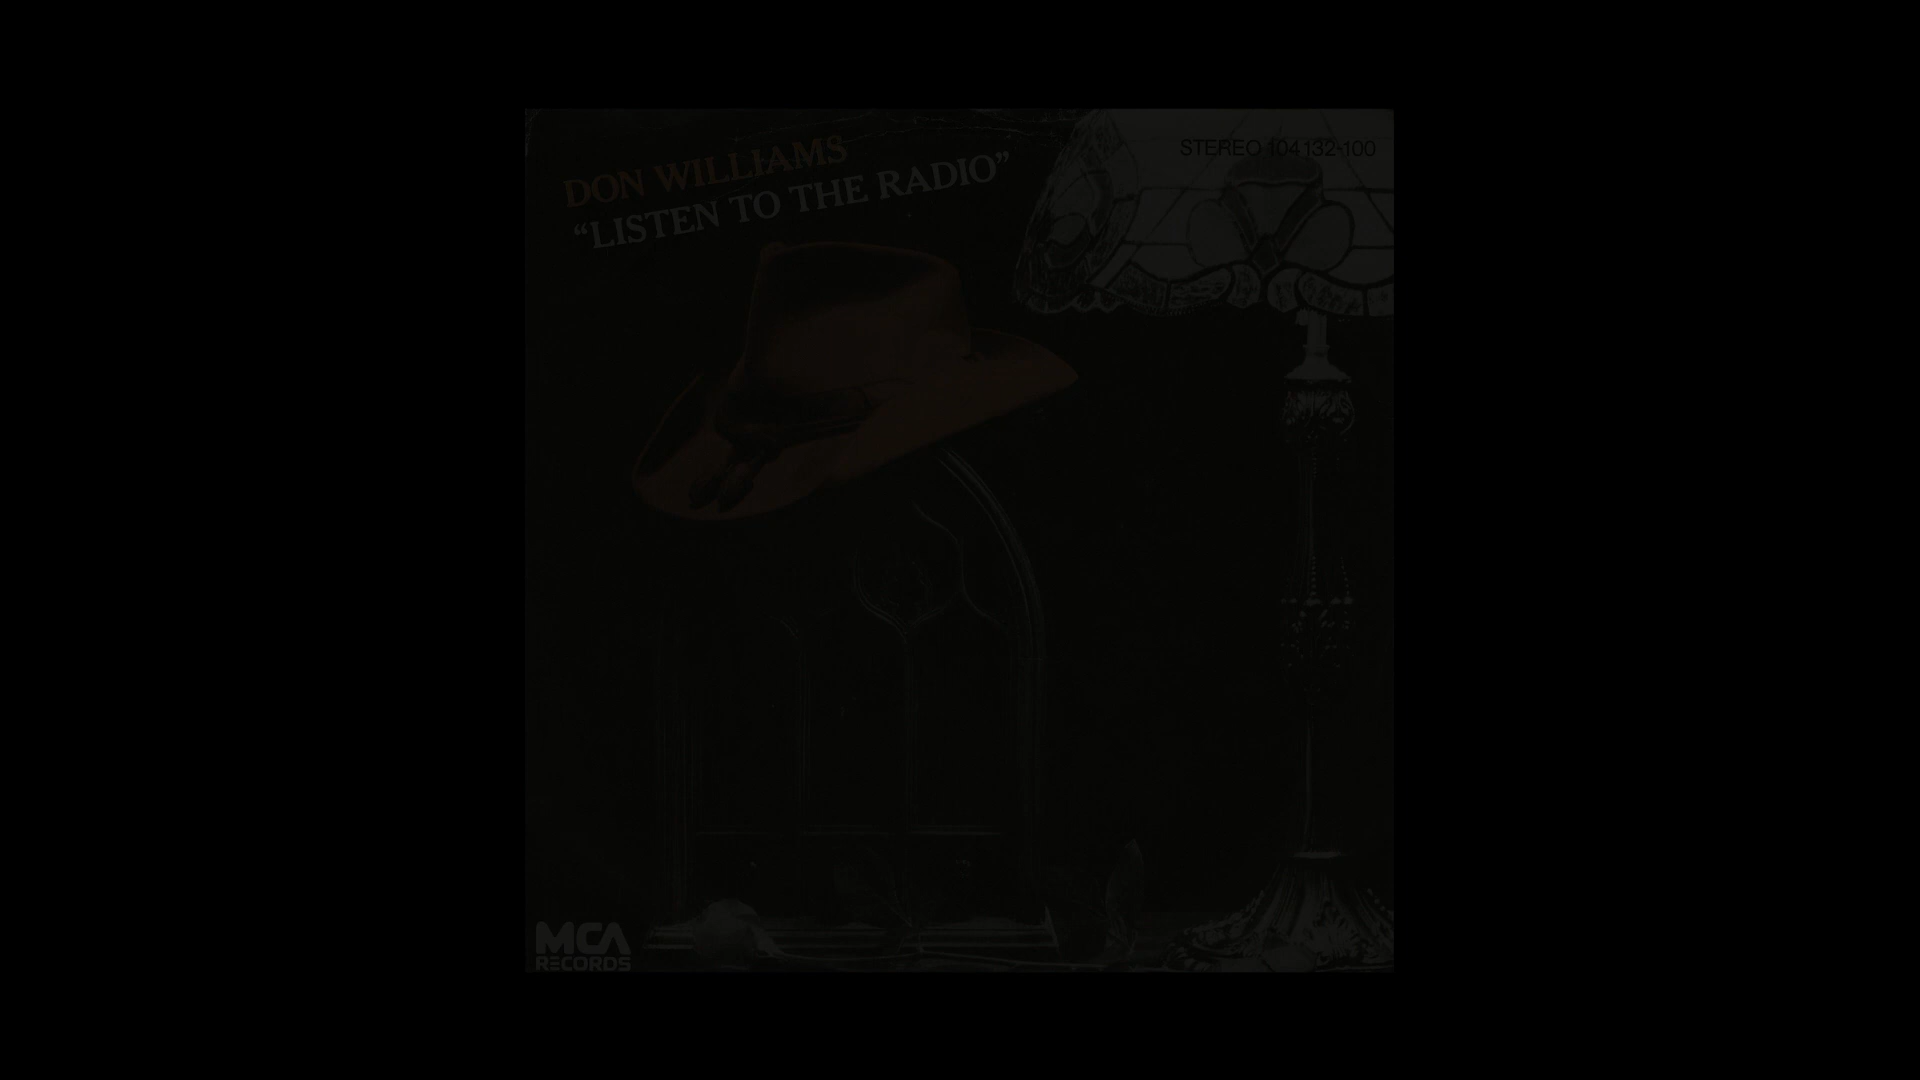 DON WILLIAMS
“LISTEN TO THE RADIO”
STEREO 104 132-100
MCA
RECORDS